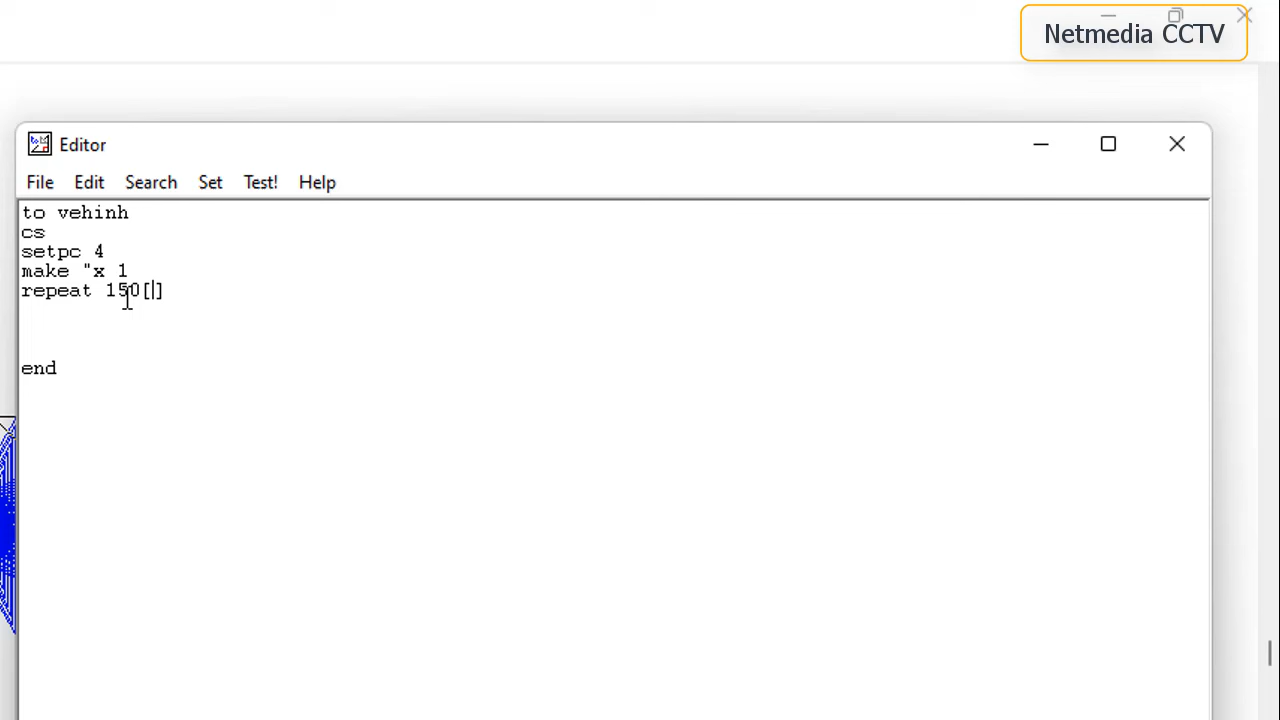 Netmedia CCTV
Editor
File Edit Search Set Test! Help
to vehinh
cs
setpc 4
make "x 1
repeat 150[]
end